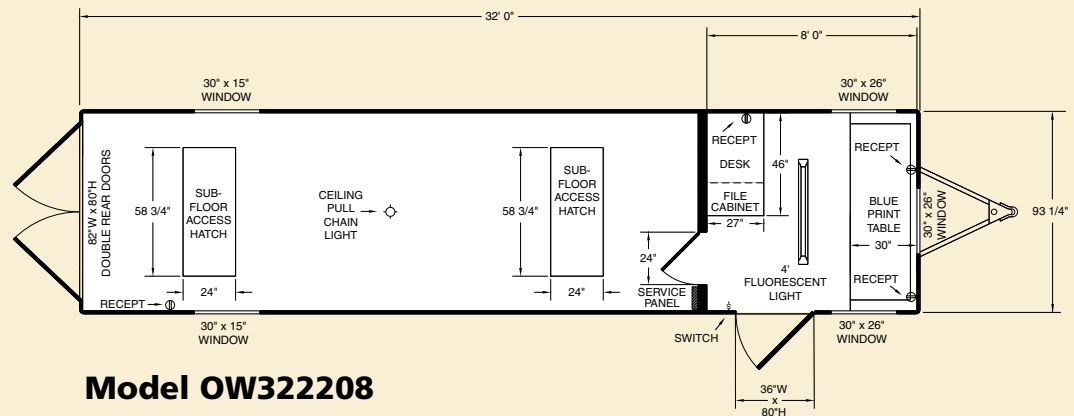 32' 0"
8' 0"
30" x 15"
WINDOW
30" x 26"
WINDOW
82"W x 80"H
DOUBLE REAR DOORS
58 3/4"
SUB-
FLOOR
ACCESS
HATCH
24"
RECEPT
CEILING
PULL
CHAIN
LIGHT
58 3/4"
SUB-
FLOOR
ACCESS
HATCH
24"
RECEPT
DESK
46"
FILE
CABINET
27"
24"
SERVICE
PANEL
4'
FLUORESCENT
LIGHT
RECEPT
BLUE
PRINT
TABLE
30"
RECEPT
30" x 26"
WINDOW
93 1/4"
30" x 15"
WINDOW
SWITCH
30" x 26"
WINDOW
36"W
x
80"H
Model OW322208